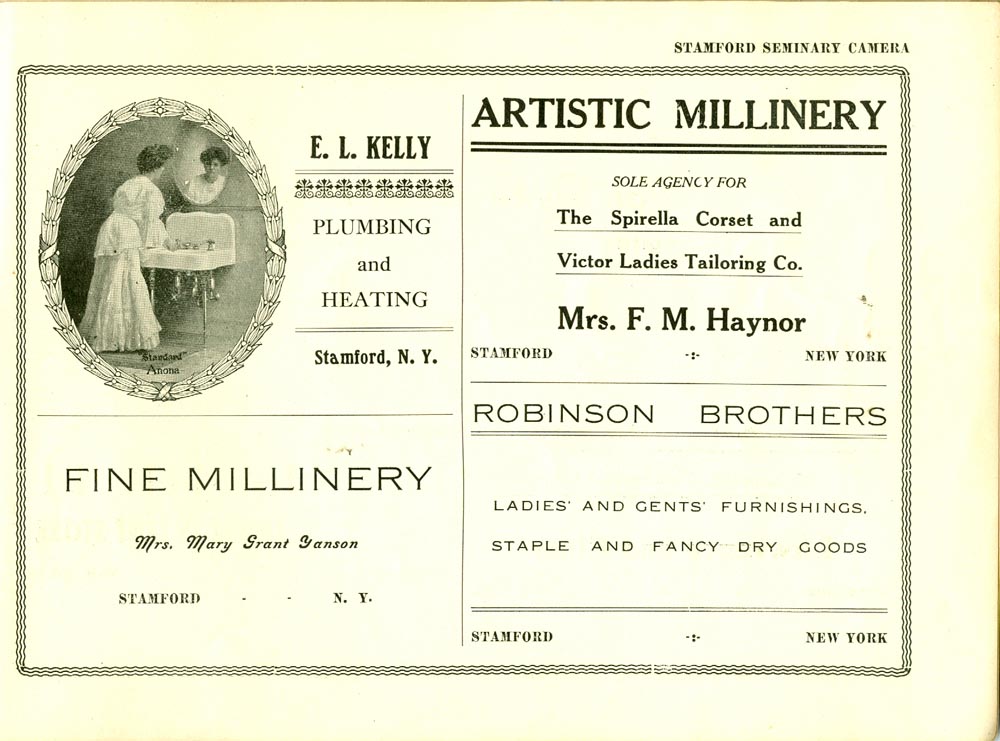 STAMFORD SEMINARY CAMERA
E. L. KELLY
PLUMBING
and
HEATING
Stamford, N. Y.
"Standard"
Anona
FINE MILLINERY
Mrs. Mary Grant Yanson
STAMFORD - - N. Y.
ARTISTIC MILLINERY
SOLE AGENCY FOR
The Spirella Corset and
Victor Ladies Tailoring Co.
Mrs. F. M. Haynor
STAMFORD -:- NEW YORK
ROBINSON BROTHERS
LADIES' AND GENTS' FURNISHINGS.
STAPLE AND FANCY DRY GOODS
STAMFORD -:- NEW YORK